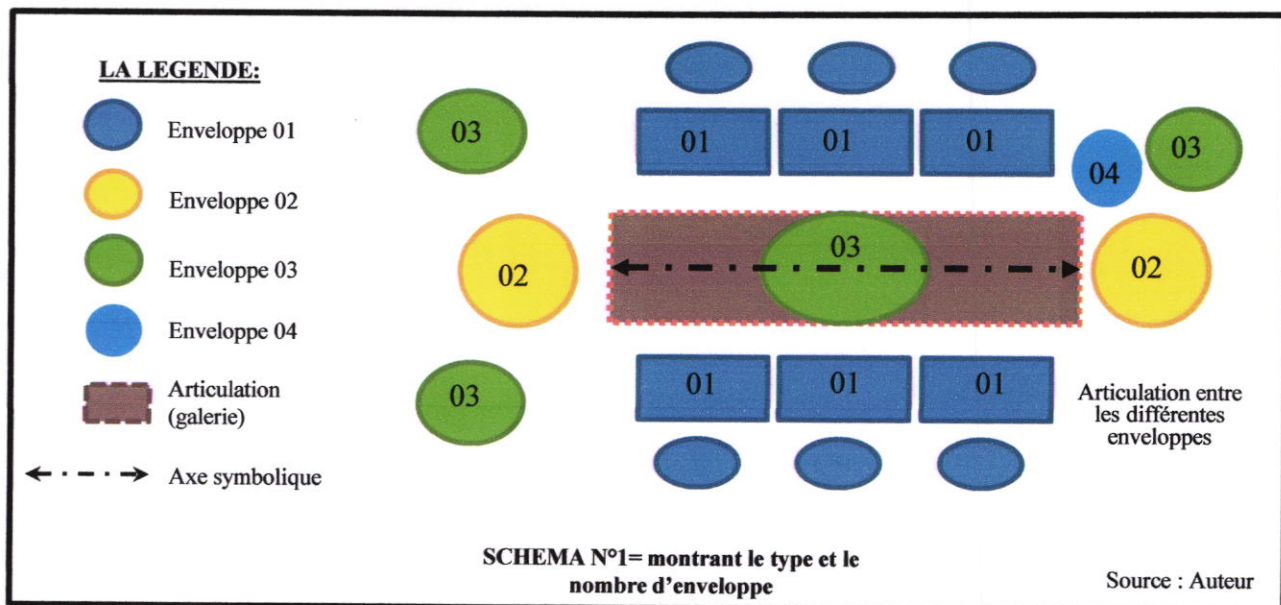 LA LEGENDE:
Enveloppe 01
Enveloppe 02
Enveloppe 03
Enveloppe 04
Articulation
(galerie)
Axe symbolique
03
01
01
01
04
03
02
03
02
03
01
01
01
Articulation entre
les différentes
enveloppes
SCHEMA N°1= montrant le type et le
nombre d'enveloppe
Source : Auteur